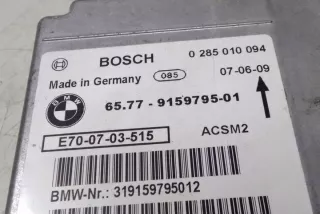 BOSCH 0 285 010 094
Made in Germany 085 07-06-09
BMW 65.77 - 9159795-01
E70-07-03-515 ACSM2
BMW-Nr.: 319159795012